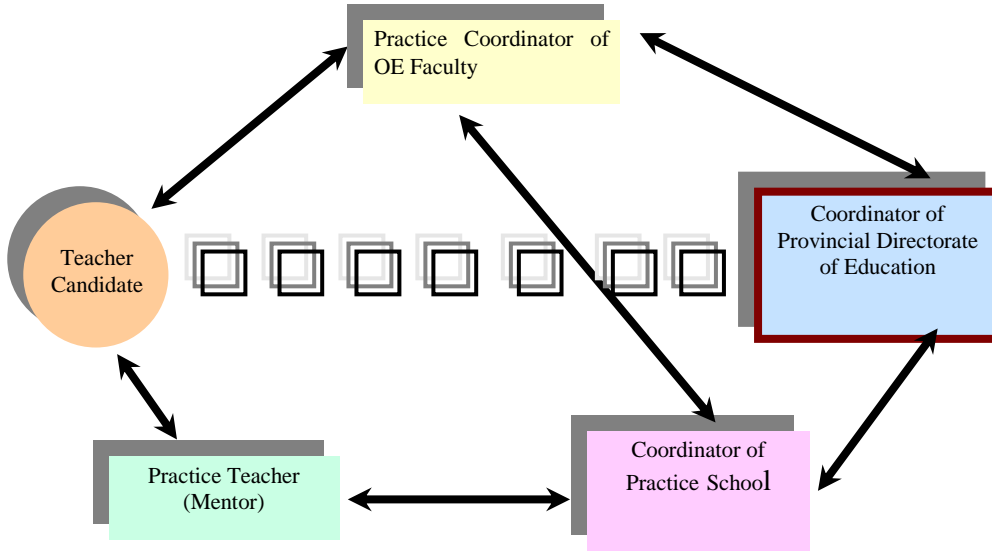 Practice Coordinator of
OE Faculty
Teacher
Candidate
Coordinator of
Provincial Directorate
of Education
Practice Teacher
(Mentor)
Coordinator of
Practice School